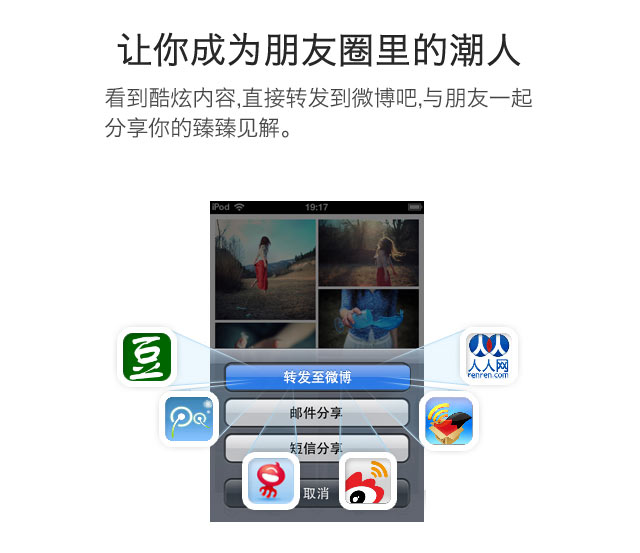 让你成为朋友圈里的潮人
看到酷炫内容,直接转发到微博吧,与朋友一起
分享你的臻臻见解。
iPod 19:17
豆
人人网
renren.com
转发至微博
邮件分享
短信分享
取消